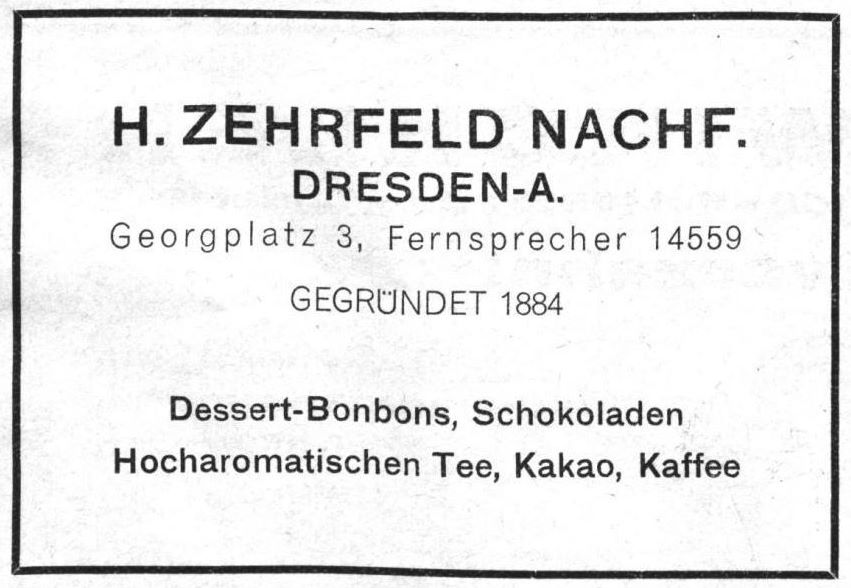 H. ZEHRFELD NACHF.
DRESDEN-A.
Georgplatz 3, Fernsprecher 14559
GEGRÜNDET 1884
Dessert-Bonbons, Schokoladen
Hocharomatischen Tee, Kakao, Kaffee